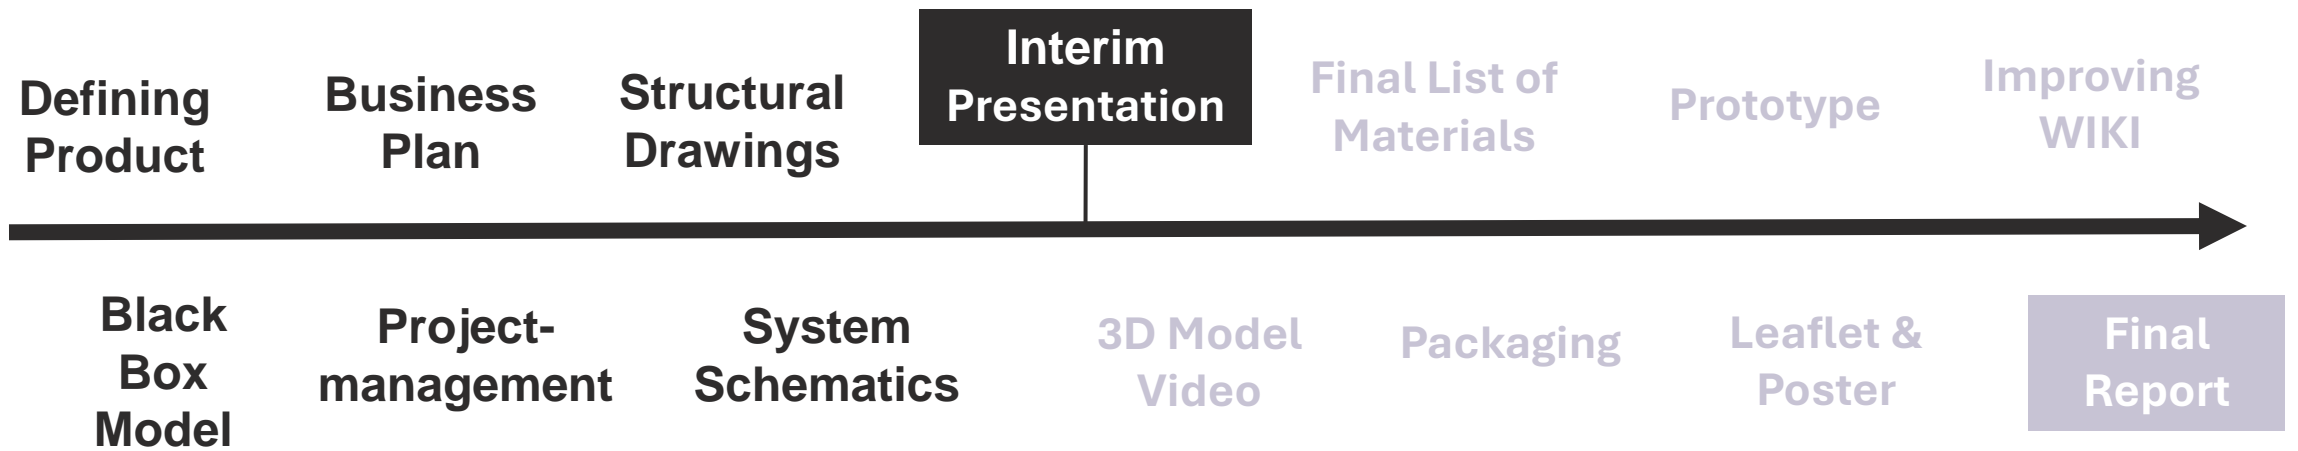 Defining
Product
Business
Plan
Structural
Drawings
Interim
Presentation
Final List of
Materials
Prototype
Improving
WIKI
Black
Box
Model
Project-
management
System
Schematics
3D Model
Video
Packaging
Leaflet &
Poster
Final
Report